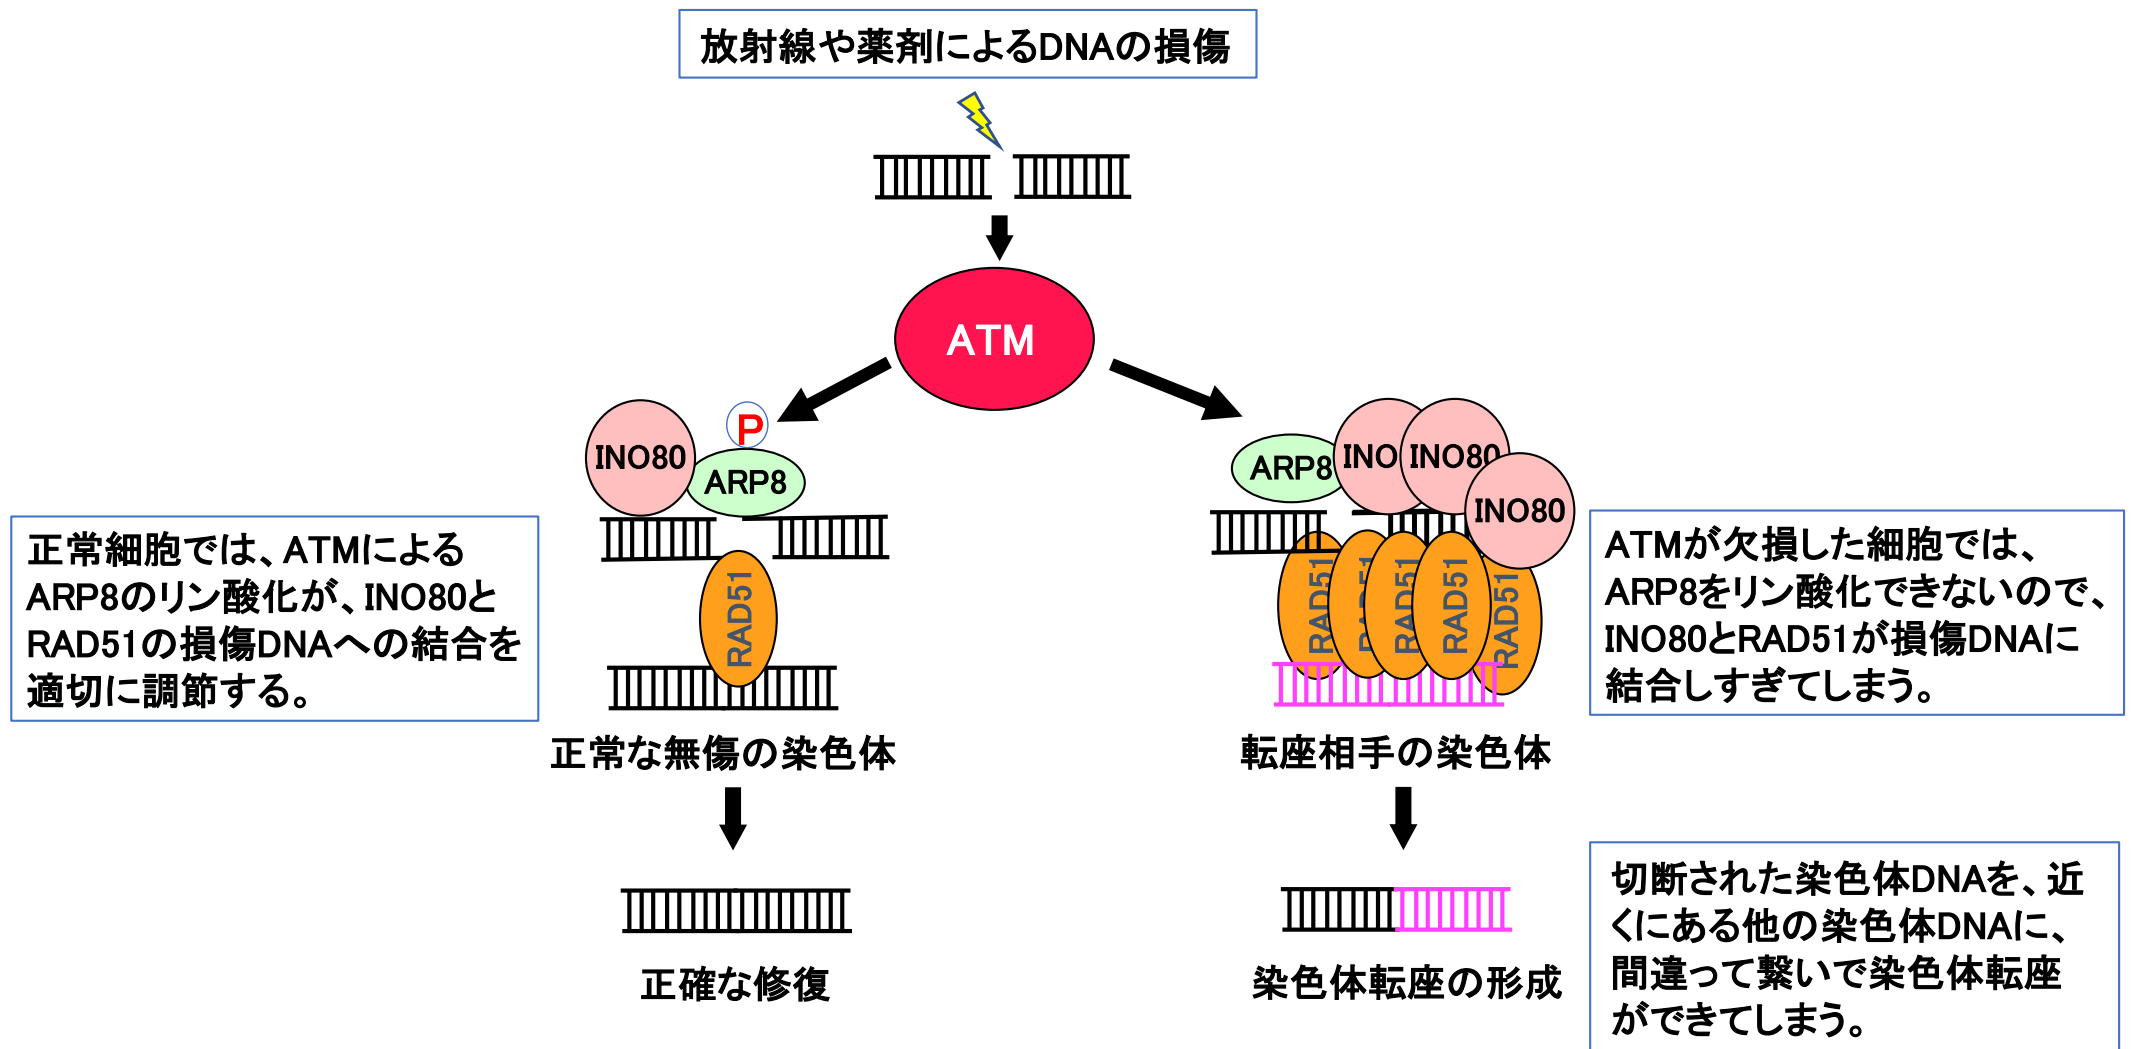 放射線や薬剤によるDNAの損傷
ATM
INO80
P
ARP8
ARP8
INO
INO80
INO80
正常細胞では、ATMによる
ARP8のリン酸化が、INO80と
RAD51の損傷DNAへの結合を
適切に調節する。
RAD51
RAD51
RAD51
RAD51
RAD51
RAD51
ATMが欠損した細胞では、
ARP8をリン酸化できないので、
INO80とRAD51が損傷DNAに
結合しすぎてしまう。
正常な無傷の染色体
転座相手の染色体
正確な修復
染色体転座の形成
切断された染色体DNAを、近
くにある他の染色体DNAに、
間違って繋いで染色体転座
ができてしまう。